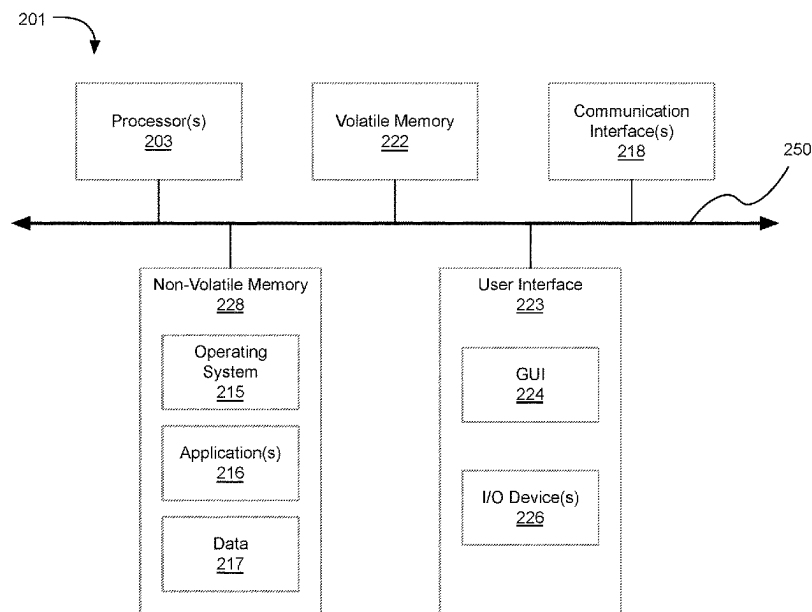 201
Processor(s)
203
Volatile Memory
222
Communication
Interface(s)
218
250
Non-Volatile Memory
228
Operating
System
215
Application(s)
216
Data
217
User Interface
223
GUI
224
I/O Device(s)
226